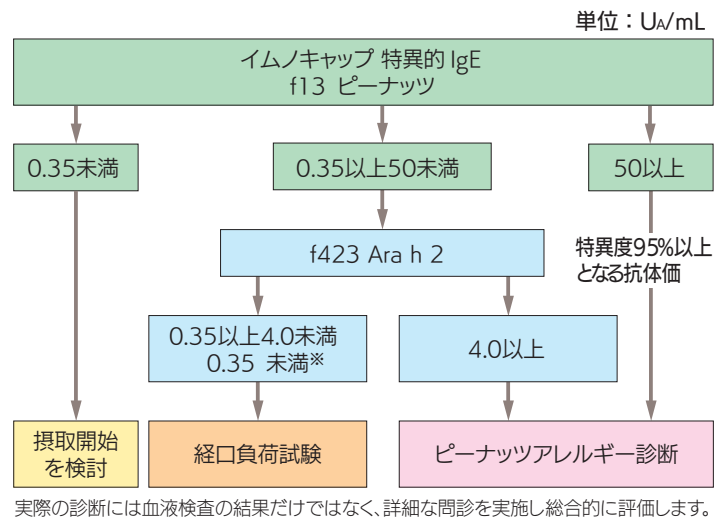 単位：UA/mL
イムノキャップ 特異的 IgE
f13 ピーナッツ
0.35未満
0.35以上50未満
50以上
f423 Ara h 2
特異度95%以上
となる抗体価
0.35以上4.0未満
0.35 未満※
4.0以上
摂取開始
を検討
経口負荷試験
ピーナッツアレルギー診断
実際の診断には血液検査の結果だけではなく、詳細な問診を実施し総合的に評価します。